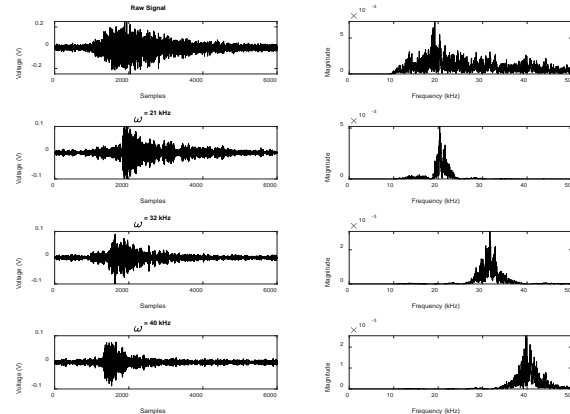 Raw Signal
0.2
0
-0.2
Voltage (V)
0 2000 4000 6000
Samples
× 10 -3
5
0
Magnitude
0 10 20 30 40 50
Frequency (kHz)
ω = 21 kHz
0.1
0
-0.1
Voltage (V)
0 2000 4000 6000
Samples
× 10 -3
5
0
Magnitude
0 10 20 30 40 50
Frequency (kHz)
ω = 32 kHz
0.1
0
-0.1
Voltage (V)
0 2000 4000 6000
Samples
× 10 -3
2
0
Magnitude
0 10 20 30 40 50
Frequency (kHz)
ω = 40 kHz
0.1
0
-0.1
Voltage (V)
0 2000 4000 6000
Samples
× 10 -3
2
1
0
Magnitude
0 10 20 30 40 50
Frequency (kHz)